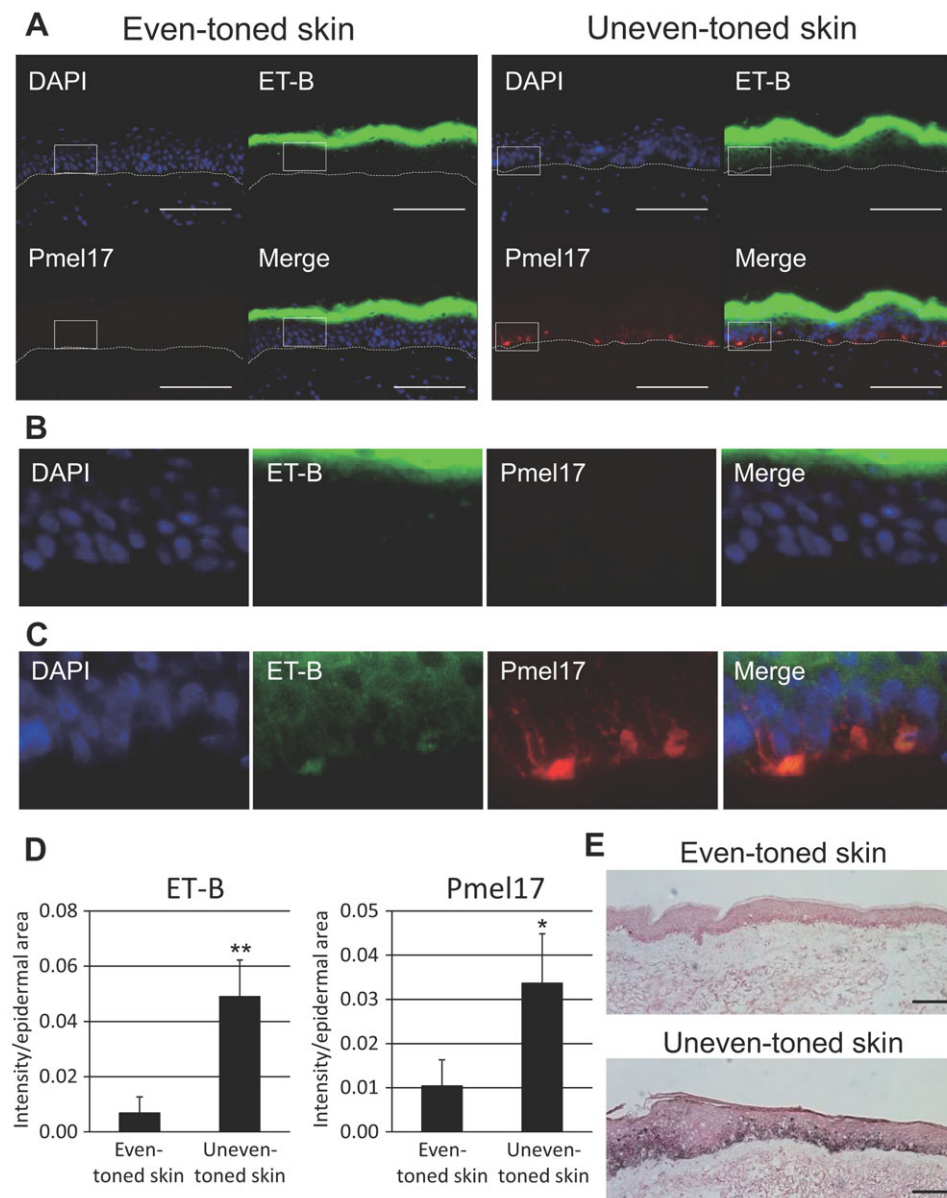 A
Even-toned skin
Uneven-toned skin
DAPI
ET-B
DAPI
ET-B
Pmel17
Merge
Pmel17
Merge
B
DAPI
ET-B
Pmel17
Merge
C
DAPI
ET-B
Pmel17
Merge
D
ET-B
Intensity/epidermal area
0.08
0.06
0.04
0.02
0.00
**
Even-
toned skin
Uneven-
toned skin
Pmel17
Intensity/epidermal area
0.05
0.04
0.03
0.02
0.01
0.00
*
Even-
toned skin
Uneven-
toned skin
E
Even-toned skin
Uneven-toned skin